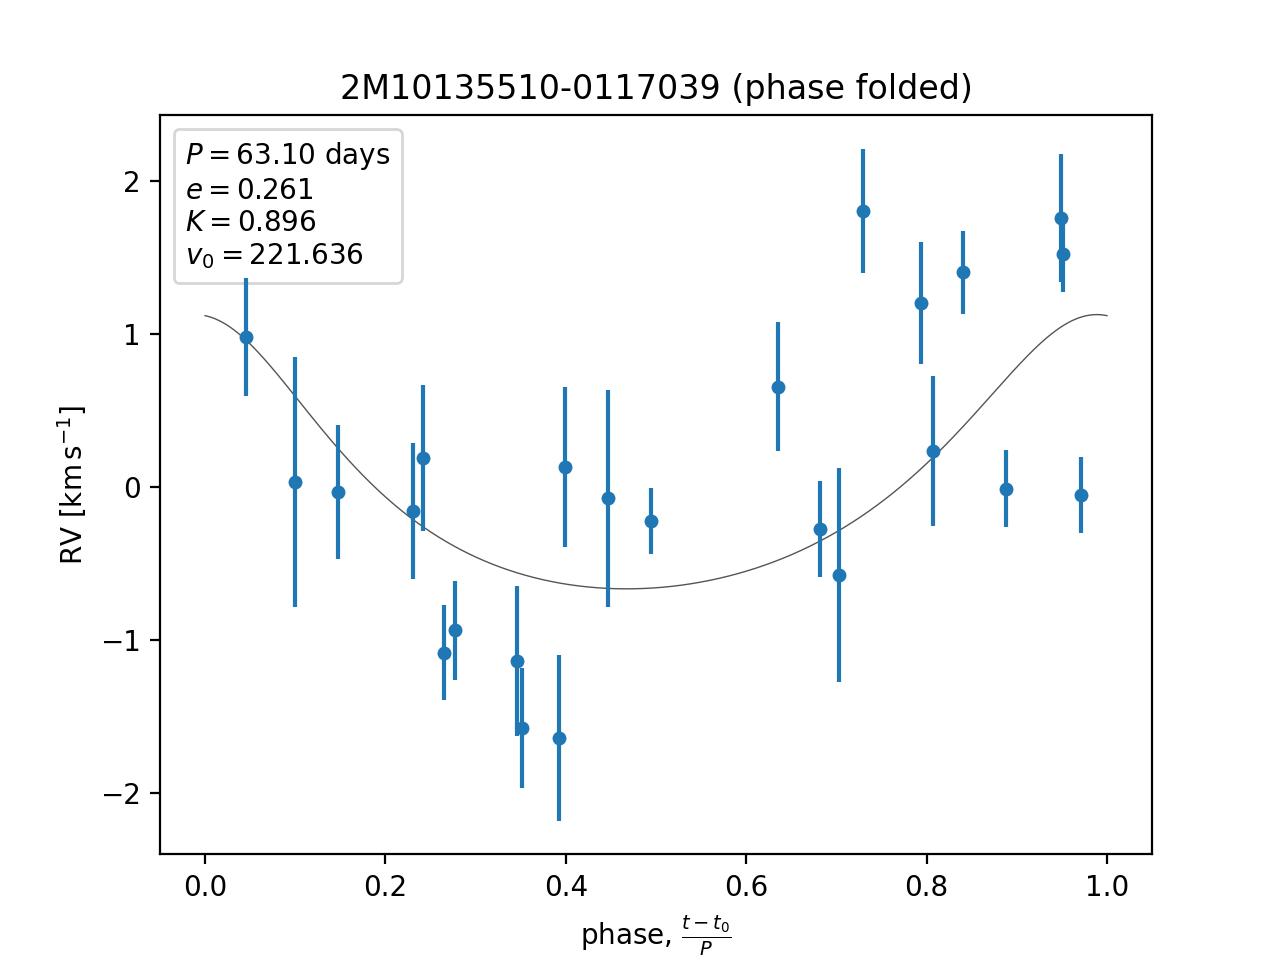 2M10135510-0117039 (phase folded)
P = 63.10 days
e = 0.261
K = 0.896
v₀ = 221.636
RV [km s⁻¹]
2
1
0
−1
−2
0.0 0.2 0.4 0.6 0.8 1.0
phase, (t − t₀)/P